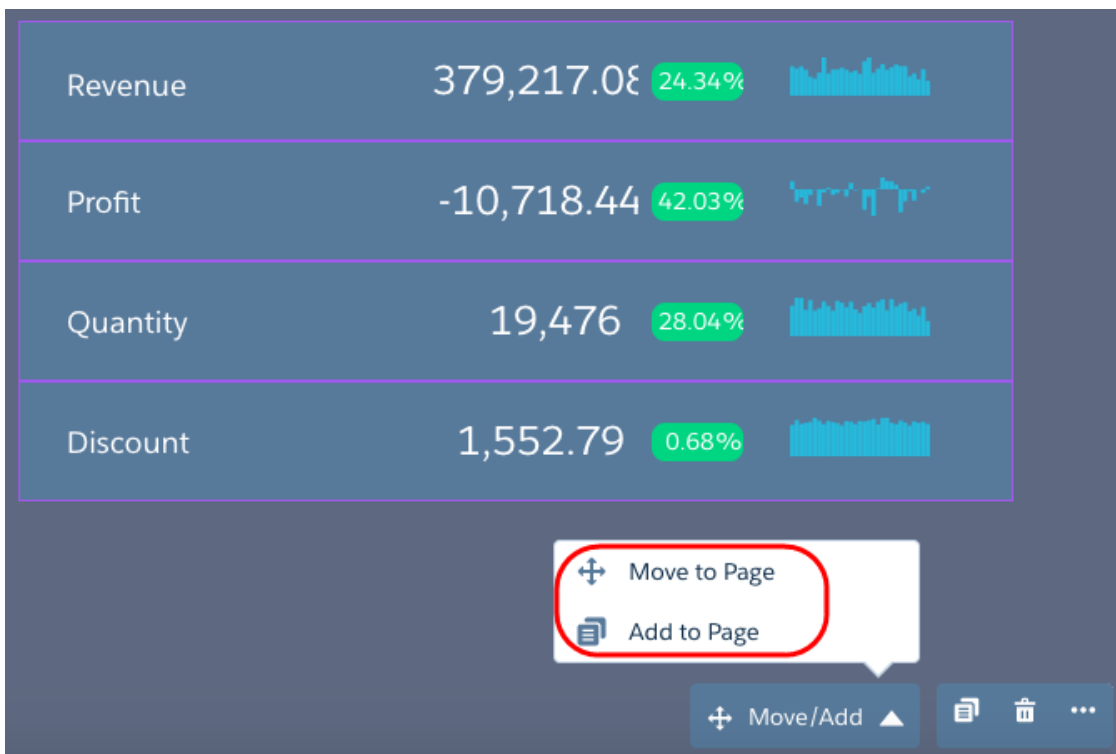 Revenue 379,217.08 24.34%
Profit -10,718.44 42.03%
Quantity 19,476 28.04%
Discount 1,552.79 0.68%
Move to Page
Add to Page
Move/Add